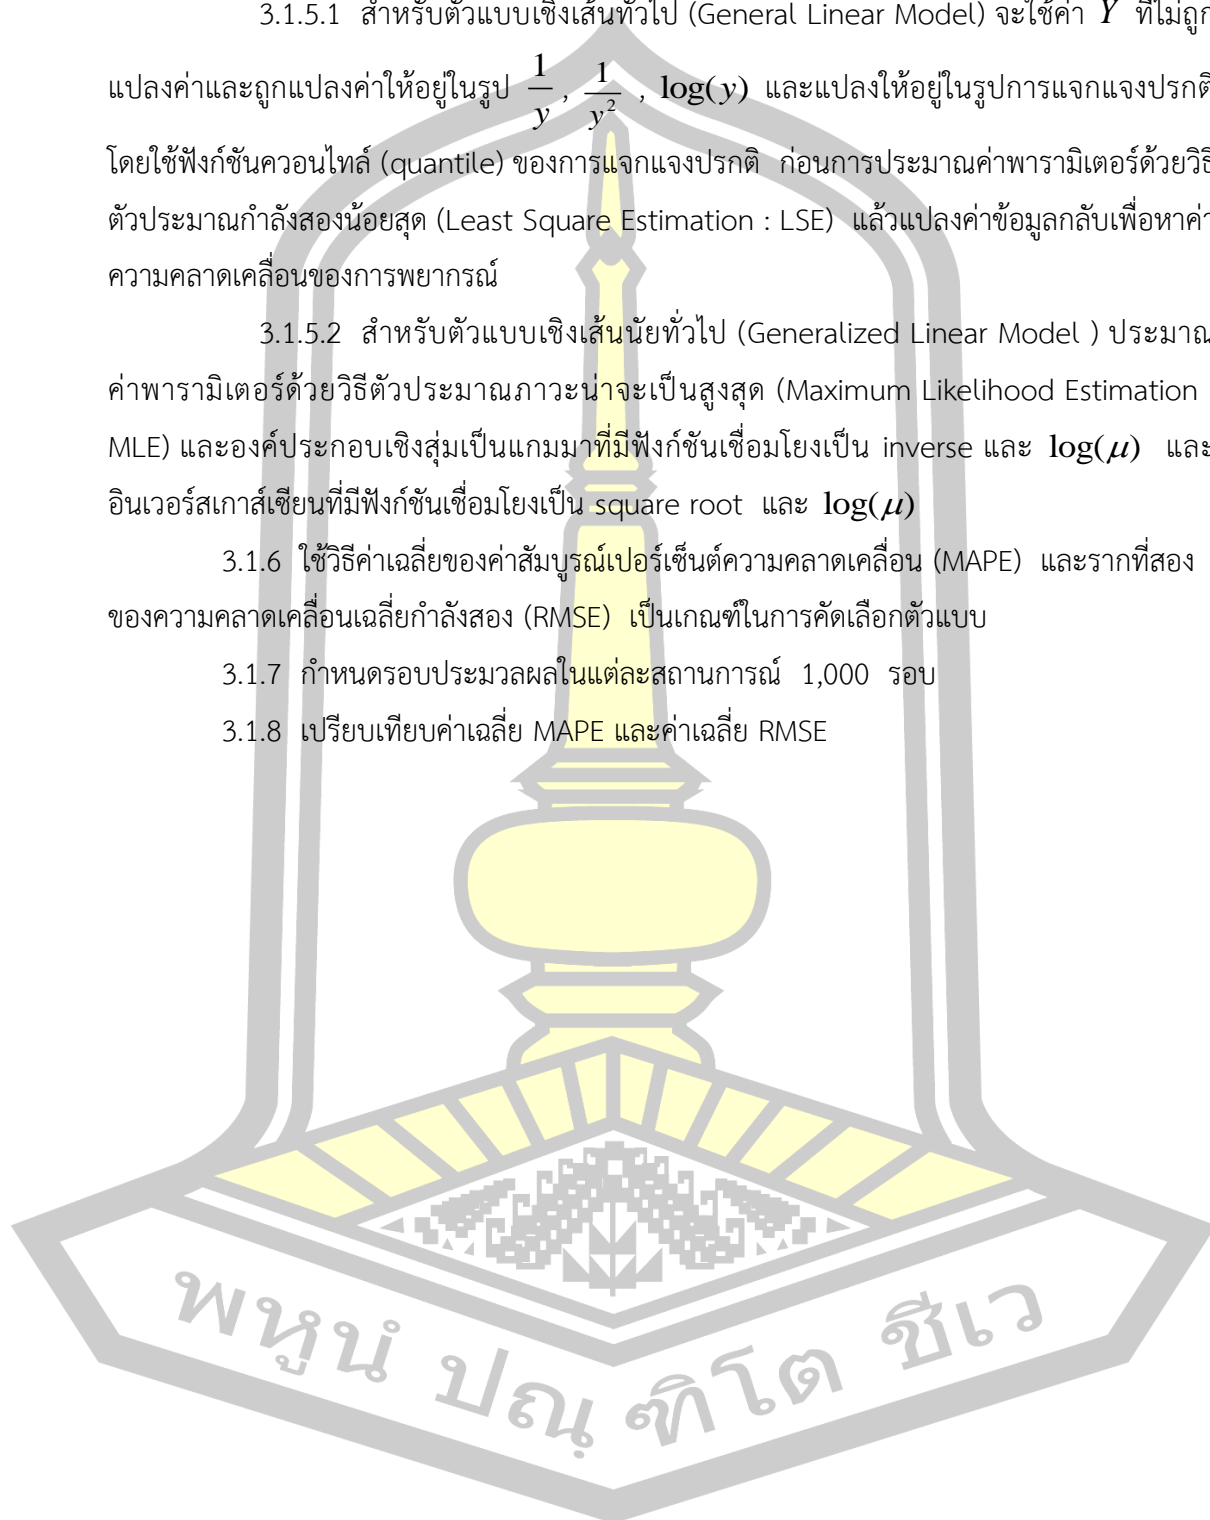 3.1.5.1 สำหรับตัวแบบเชิงเส้นทั่วไป (General Linear Model) จะใช้ค่า Y ที่ไม่ถูก
แปลงค่าและถูกแปลงค่าให้อยู่ในรูป 1/y , 1/y² , log(y) และแปลงให้อยู่ในรูปการแจกแจงปรกติ
โดยใช้ฟังก์ชันควอนไทล์ (quantile) ของการแจกแจงปรกติ ก่อนการประมาณค่าพารามิเตอร์ด้วยวิธี
ตัวประมาณกำลังสองน้อยสุด (Least Square Estimation : LSE) แล้วแปลงค่าข้อมูลกลับเพื่อหาค่า
ความคลาดเคลื่อนของการพยากรณ์
3.1.5.2 สำหรับตัวแบบเชิงเส้นนัยทั่วไป (Generalized Linear Model ) ประมาณ
ค่าพารามิเตอร์ด้วยวิธีตัวประมาณภาวะน่าจะเป็นสูงสุด (Maximum Likelihood Estimation
MLE) และองค์ประกอบเชิงสุ่มเป็นแกมมาที่มีฟังก์ชันเชื่อมโยงเป็น inverse และ log(μ) และ
อินเวอร์สเกาส์เซียนที่มีฟังก์ชันเชื่อมโยงเป็น square root และ log(μ)
3.1.6 ใช้วิธีค่าเฉลี่ยของค่าสัมบูรณ์เปอร์เซ็นต์ความคลาดเคลื่อน (MAPE) และรากที่สอง
ของความคลาดเคลื่อนเฉลี่ยกำลังสอง (RMSE) เป็นเกณฑ์ในการคัดเลือกตัวแบบ
3.1.7 กำหนดรอบประมวลผลในแต่ละสถานการณ์ 1,000 รอบ
3.1.8 เปรียบเทียบค่าเฉลี่ย MAPE และค่าเฉลี่ย RMSE
พหูนํ ปณฺ ฑิโต ชีเว